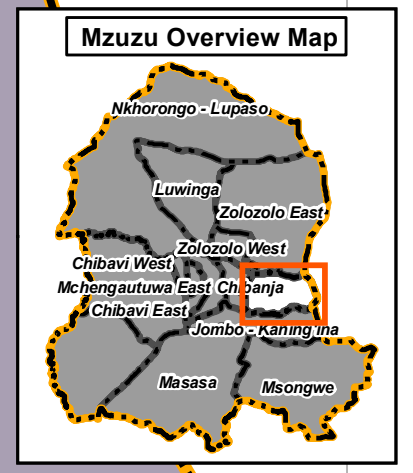 Mzuzu Overview Map
Nkhorongo - Lupaso
Luwinga
Zolozolo East
Zolozolo West
Chibavi West
Mchengautuwa East Chibanja
Chibavi East
Jombo - Kaning'ina
Masasa
Msongwe